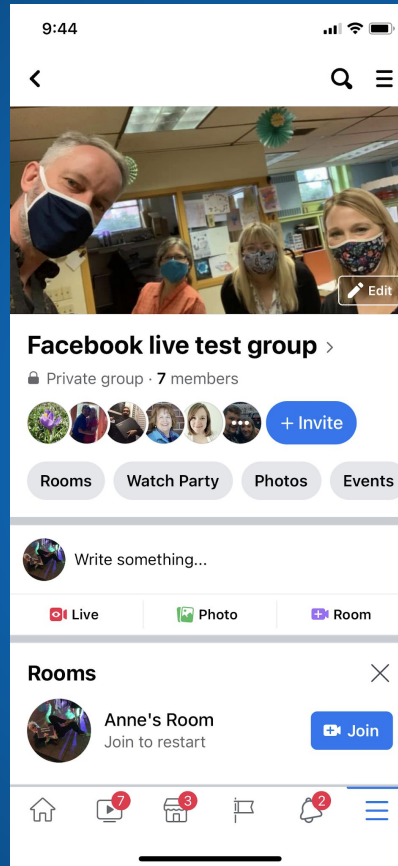 9:44
Edit
Facebook live test group
Private group · 7 members
+ Invite
Rooms Watch Party Photos Events
Write something...
Live Photo Room
Rooms
Anne's Room
Join to restart
Join
7 3 2